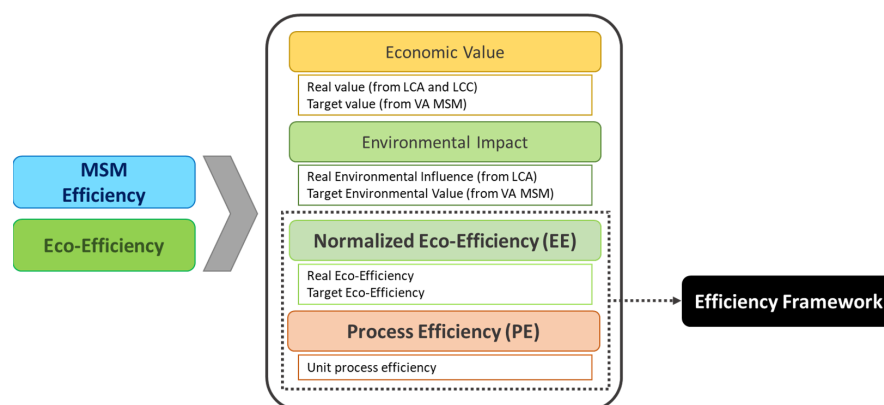 Economic Value
Real value (from LCA and LCC)
Target value (from VA MSM)
Environmental Impact
Real Environmental Influence (from LCA)
Target Environmental Value (from VA MSM)
MSM
Efficiency
Eco-Efficiency
Normalized Eco-Efficiency (EE)
Real Eco-Efficiency
Target Eco-Efficiency
Process Efficiency (PE)
Unit process efficiency
Efficiency Framework